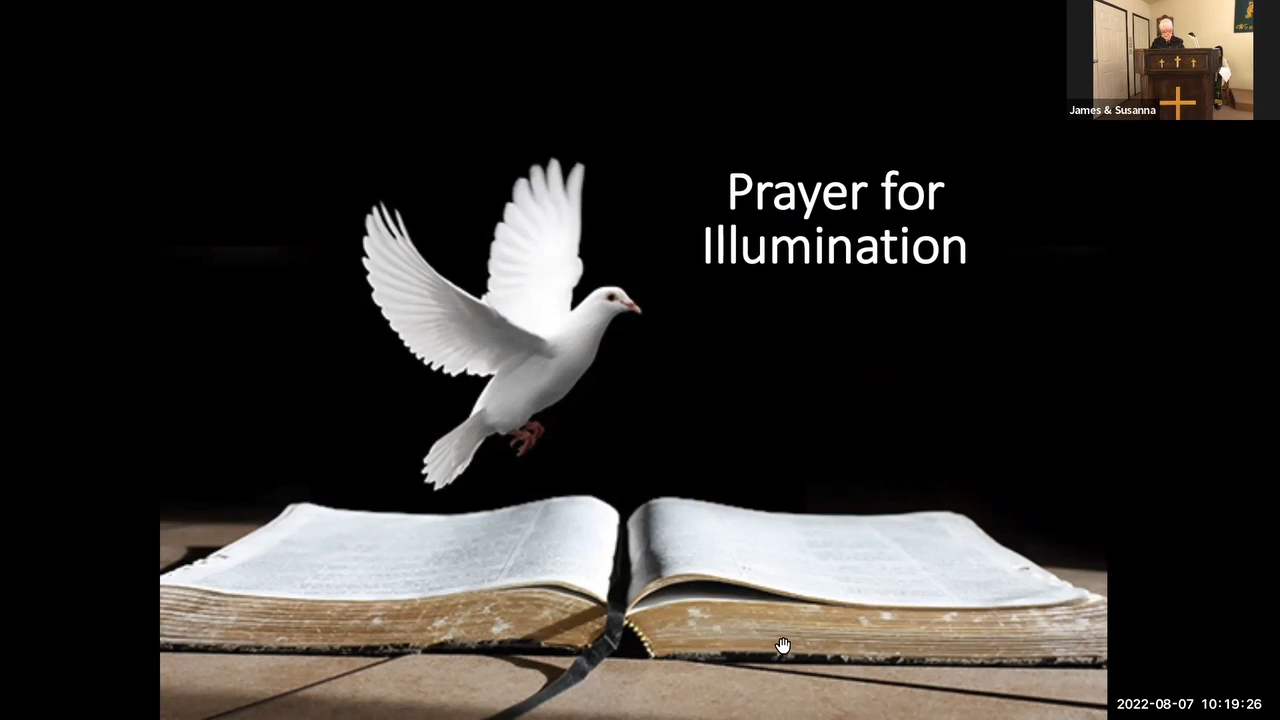 Prayer for
Illumination
James & Susanna
2022-08-07 10:19:26